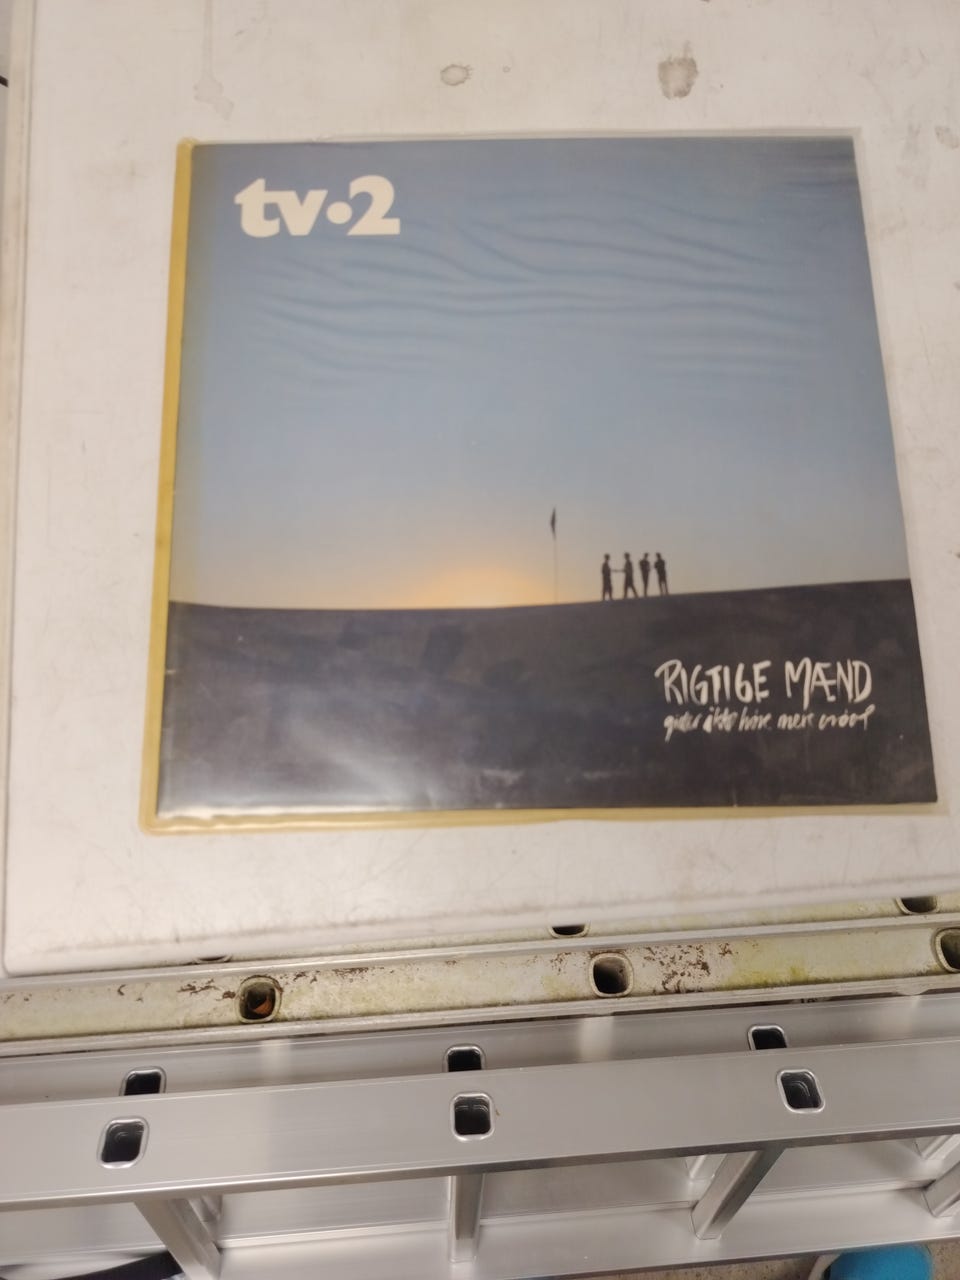 tv·2
RIGTIGE MÆND
gider ikke høre mere vrøvl